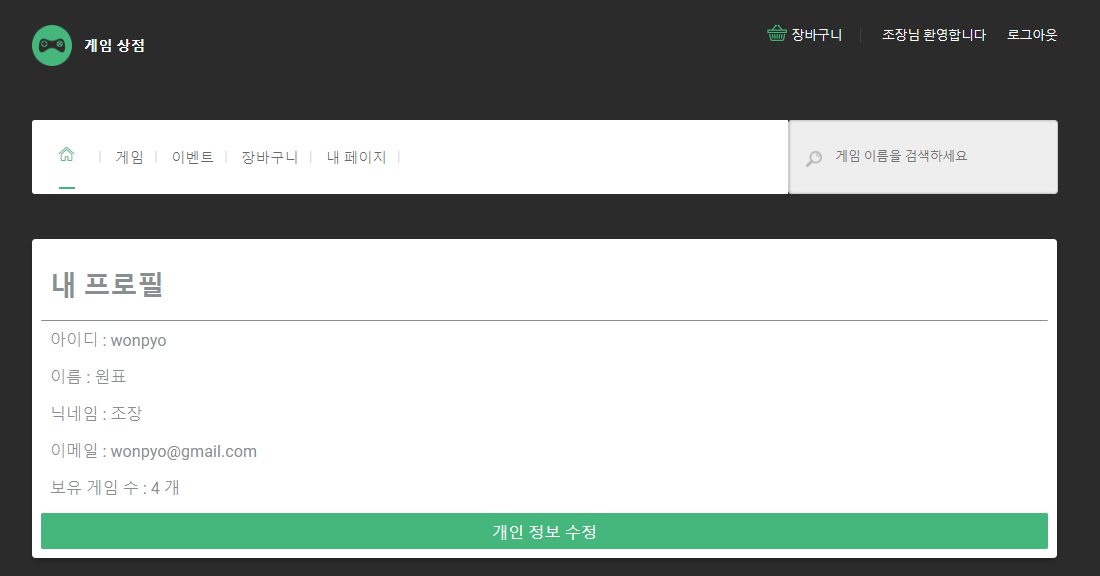 게임 상점
장바구니
조장님 환영합니다
로그아웃
게임 | 이벤트 | 장바구니 | 내 페이지 |
게임 이름을 검색하세요
내 프로필
아이디 : wonpyo
이름 : 원표
닉네임 : 조장
이메일 : wonpyo@gmail.com
보유 게임 수 : 4 개
개인 정보 수정